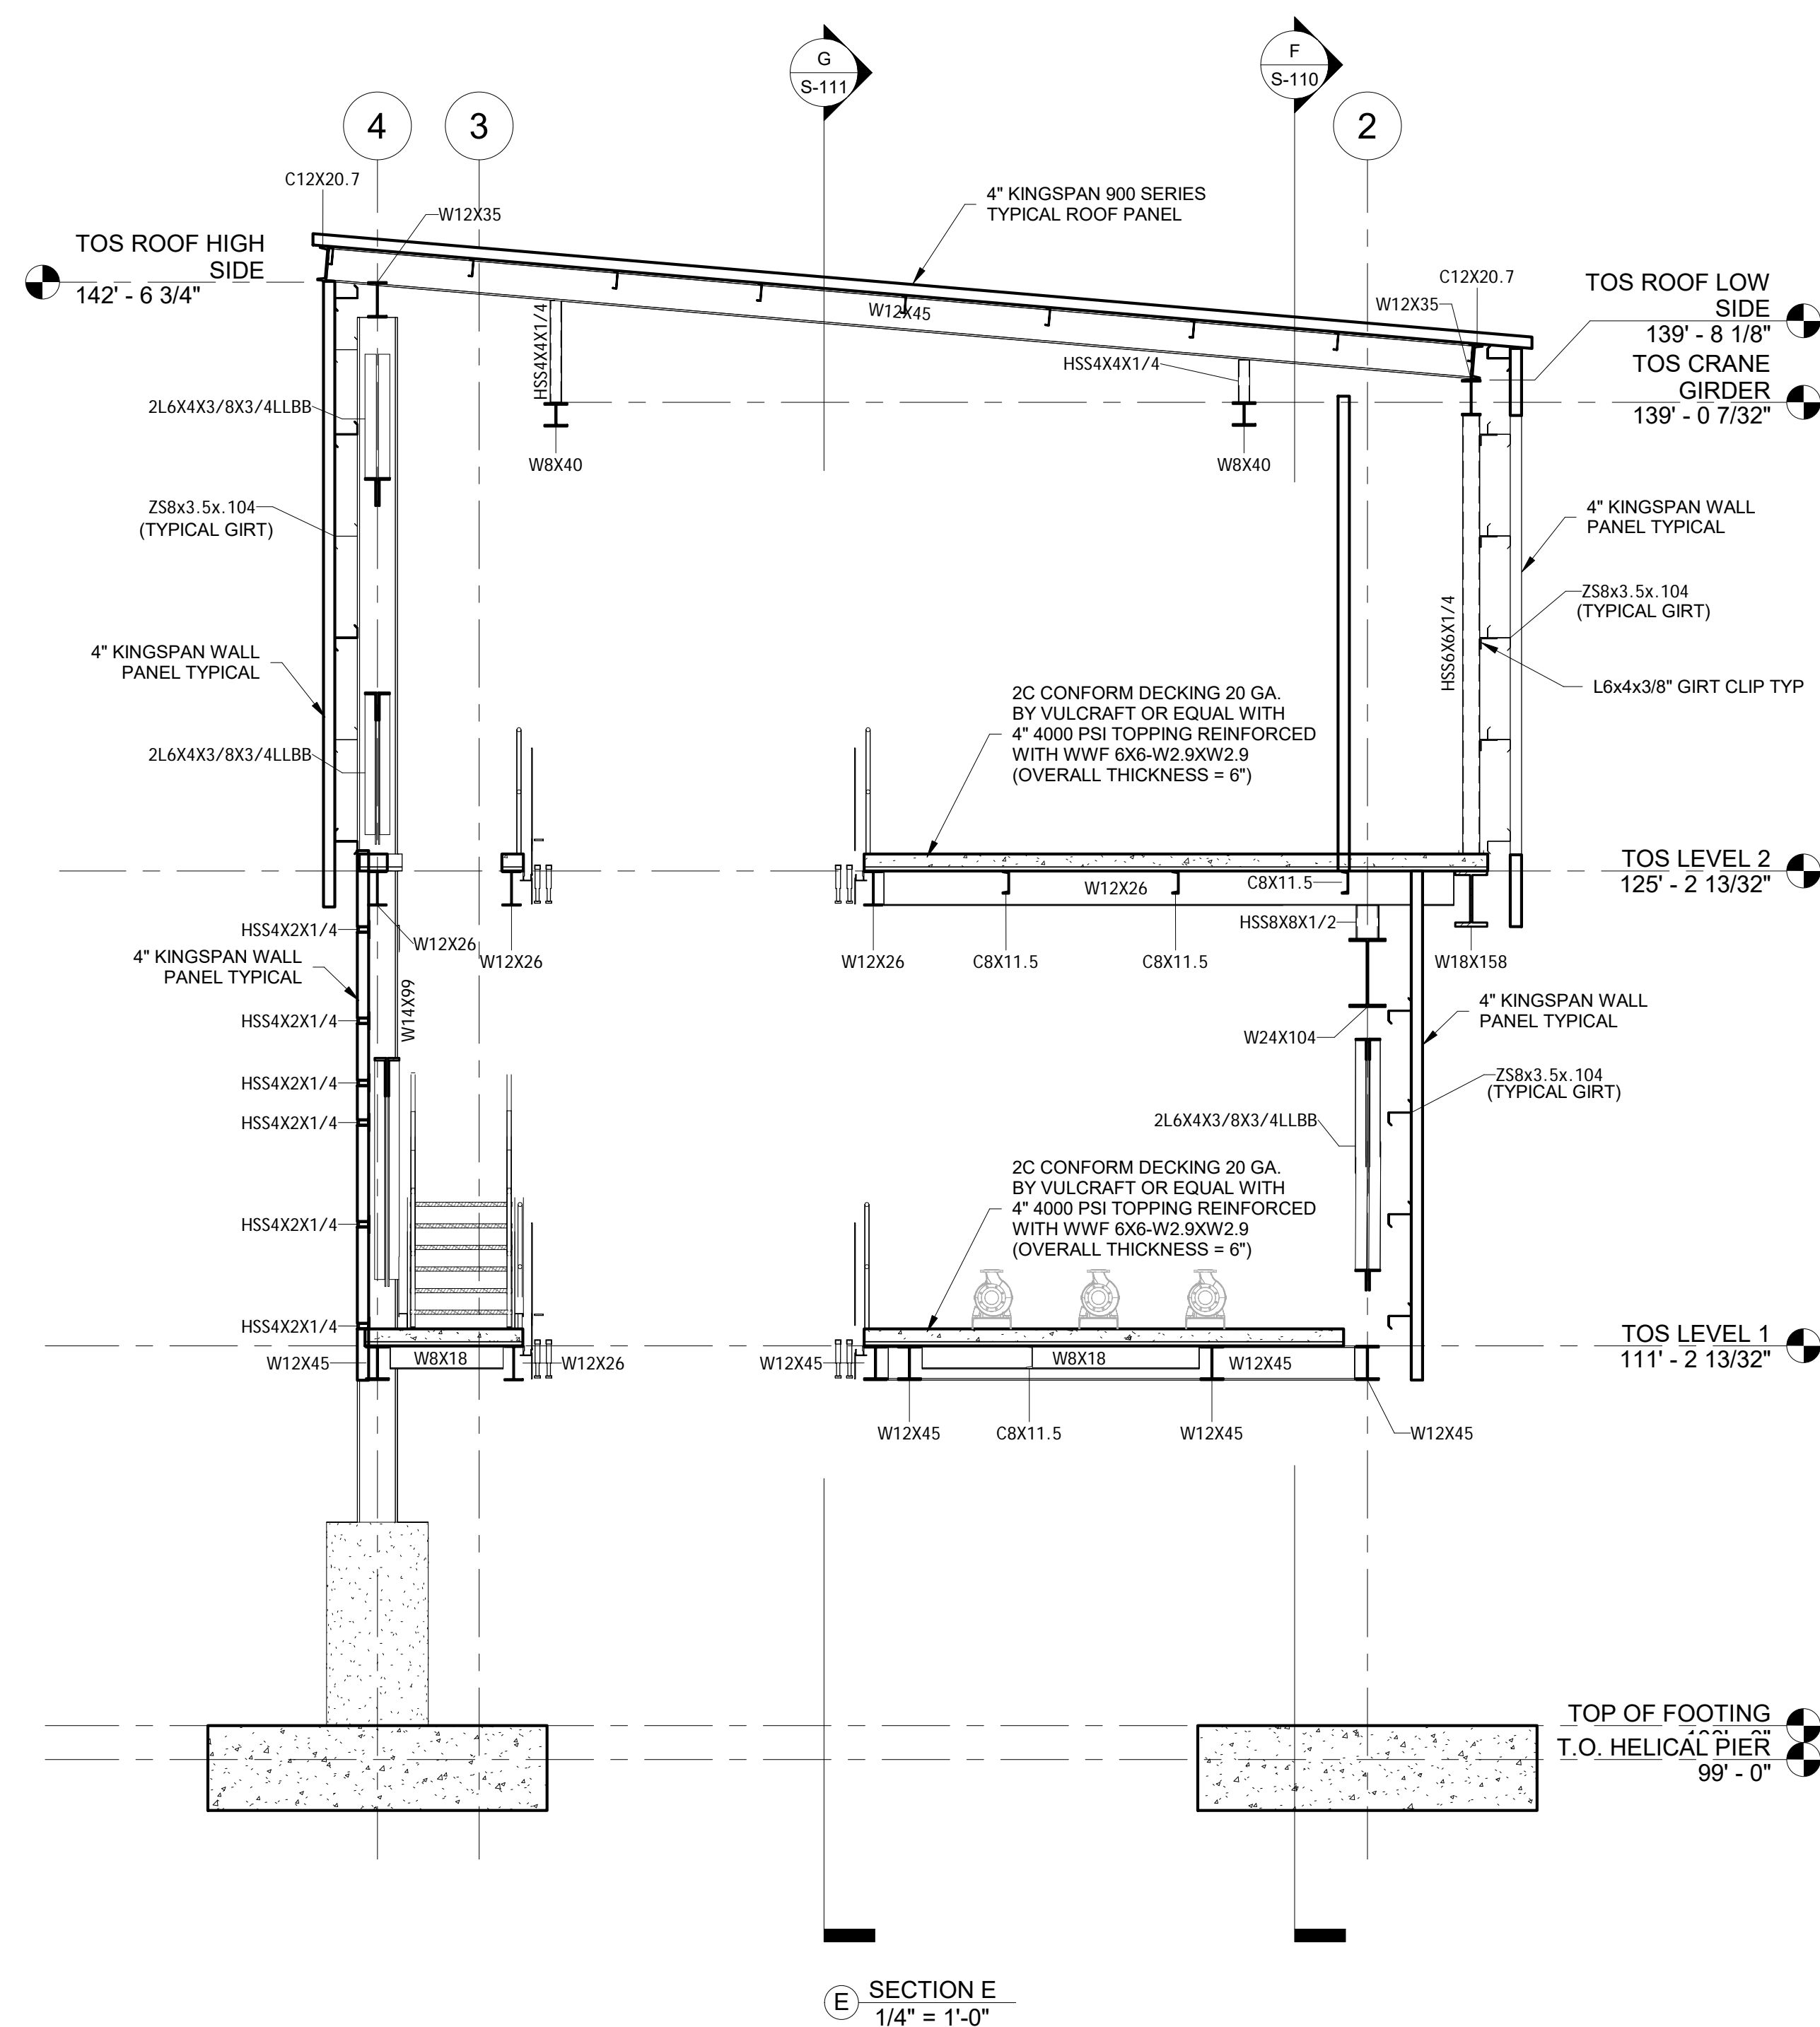 G
S-111
F
S-110
4
3
2
C12X20.7
W12X35
4" KINGSPAN 900 SERIES
TYPICAL ROOF PANEL
TOS ROOF HIGH
SIDE
142' - 6 3/4"
C12X20.7
W12X35
TOS ROOF LOW
SIDE
139' - 8 1/8"
TOS CRANE
GIRDER
139' - 0 7/32"
W12X45
HSS4X4X1/4
HSS4X4X1/4
2L6X4X3/8X3/4LLBB
W8X40
W8X40
ZS8x3.5x.104
(TYPICAL GIRT)
4" KINGSPAN WALL
PANEL TYPICAL
ZS8x3.5x.104
(TYPICAL GIRT)
HSS6X6X1/4
4" KINGSPAN WALL
PANEL TYPICAL
L6x4x3/8" GIRT CLIP TYP
2C CONFORM DECKING 20 GA.
BY VULCRAFT OR EQUAL WITH
4" 4000 PSI TOPPING REINFORCED
WITH WWF 6X6-W2.9XW2.9
(OVERALL THICKNESS = 6")
2L6X4X3/8X3/4LLBB
TOS LEVEL 2
125' - 2 13/32"
W12X26
C8X11.5
HSS8X8X1/2
HSS4X2X1/4
W12X26
W12X26
W12X26
C8X11.5
C8X11.5
W18X158
4" KINGSPAN WALL
PANEL TYPICAL
W14X99
4" KINGSPAN WALL
PANEL TYPICAL
HSS4X2X1/4
W24X104
HSS4X2X1/4
ZS8x3.5x.104
(TYPICAL GIRT)
HSS4X2X1/4
2L6X4X3/8X3/4LLBB
2C CONFORM DECKING 20 GA.
BY VULCRAFT OR EQUAL WITH
4" 4000 PSI TOPPING REINFORCED
WITH WWF 6X6-W2.9XW2.9
(OVERALL THICKNESS = 6")
HSS4X2X1/4
HSS4X2X1/4
TOS LEVEL 1
111' - 2 13/32"
W12X45
W8X18
W12X26
W12X45
W8X18
W12X45
W12X45
C8X11.5
W12X45
W12X45
TOP OF FOOTING
T.O. HELICAL PIER
99' - 0"
E
SECTION E
1/4" = 1'-0"